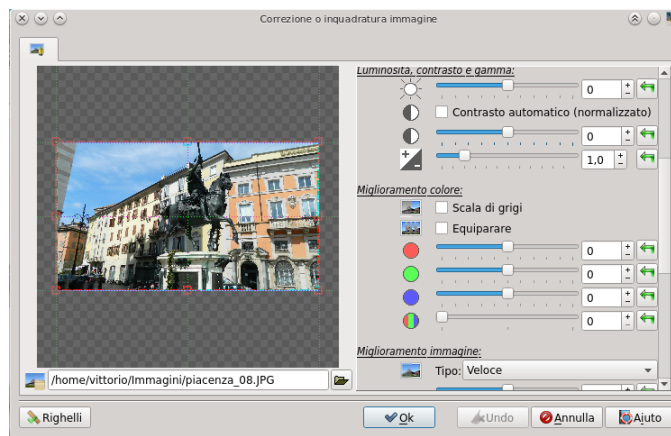 Correzione o inquadratura immagine
Luminosità, contrasto e gamma:
0
Contrasto automatico (normalizzato)
0
1,0
Miglioramento colore:
Scala di grigi
Equiparare
0
0
0
0
Miglioramento immagine:
Tipo: Veloce
/home/vittorio/Immagini/piacenza_08.JPG
Righelli
Ok
Undo
Annulla
Aiuto